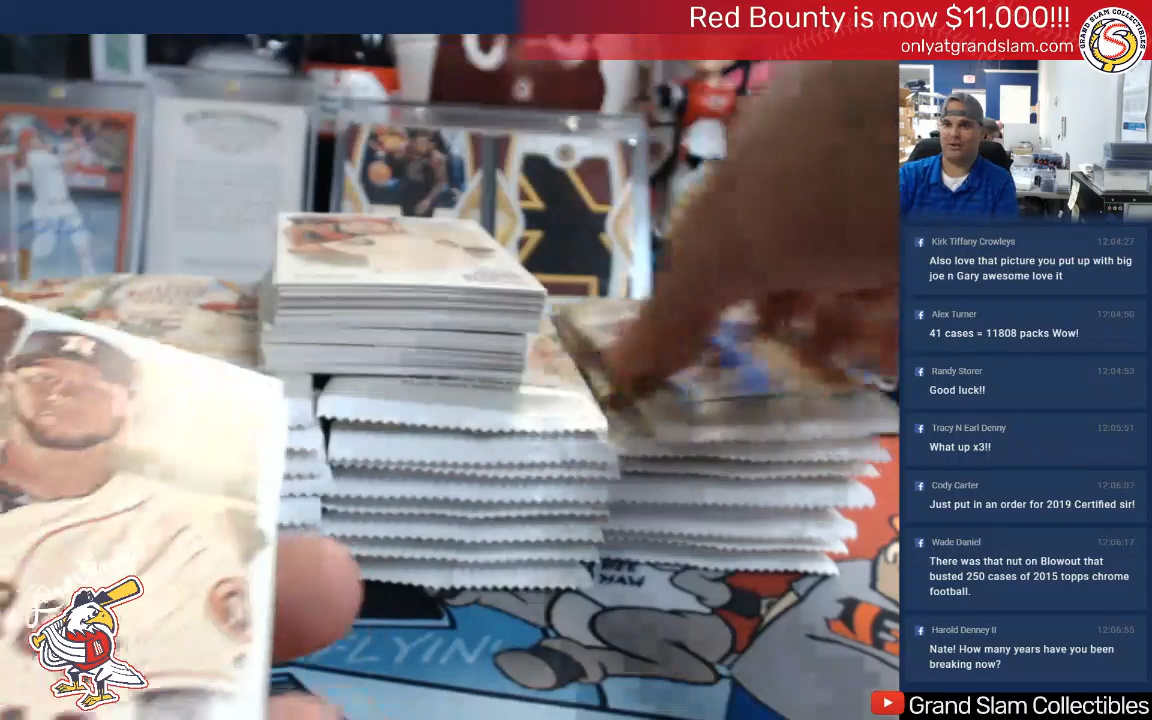 Red Bounty is now $11,000!!!
onlyatgrandslam.com
GRAND SLAM COLLECTIBLES
Kirk Tiffany Crowleys 12:04:27
Also love that picture you put up with big
joe n Gary awesome love it
Alex Turner 12:04:50
41 cases = 11808 packs Wow!
Randy Storer 12:04:53
Good luck!!
Tracy N Earl Denny 12:05:51
What up x3!!
Cody Carter 12:06:07
Just put in an order for 2019 Certified sir!
Wade Daniel 12:06:17
There was that nut on Blowout that
busted 250 cases of 2015 topps chrome
football.
Harold Denney II 12:06:55
Nate! How many years have you been
breaking now?
FLYIN'
Grand Slam Collectibles